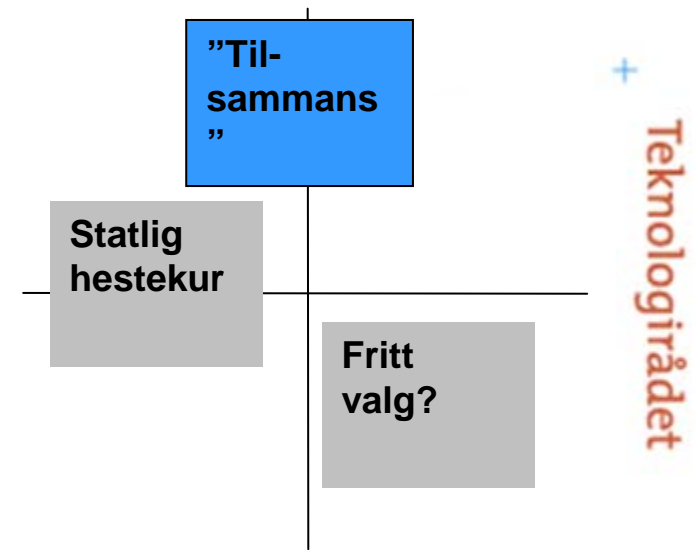 ”Til-
sammans
”
Statlig
hestekur
Fritt
valg?
Teknologirådet